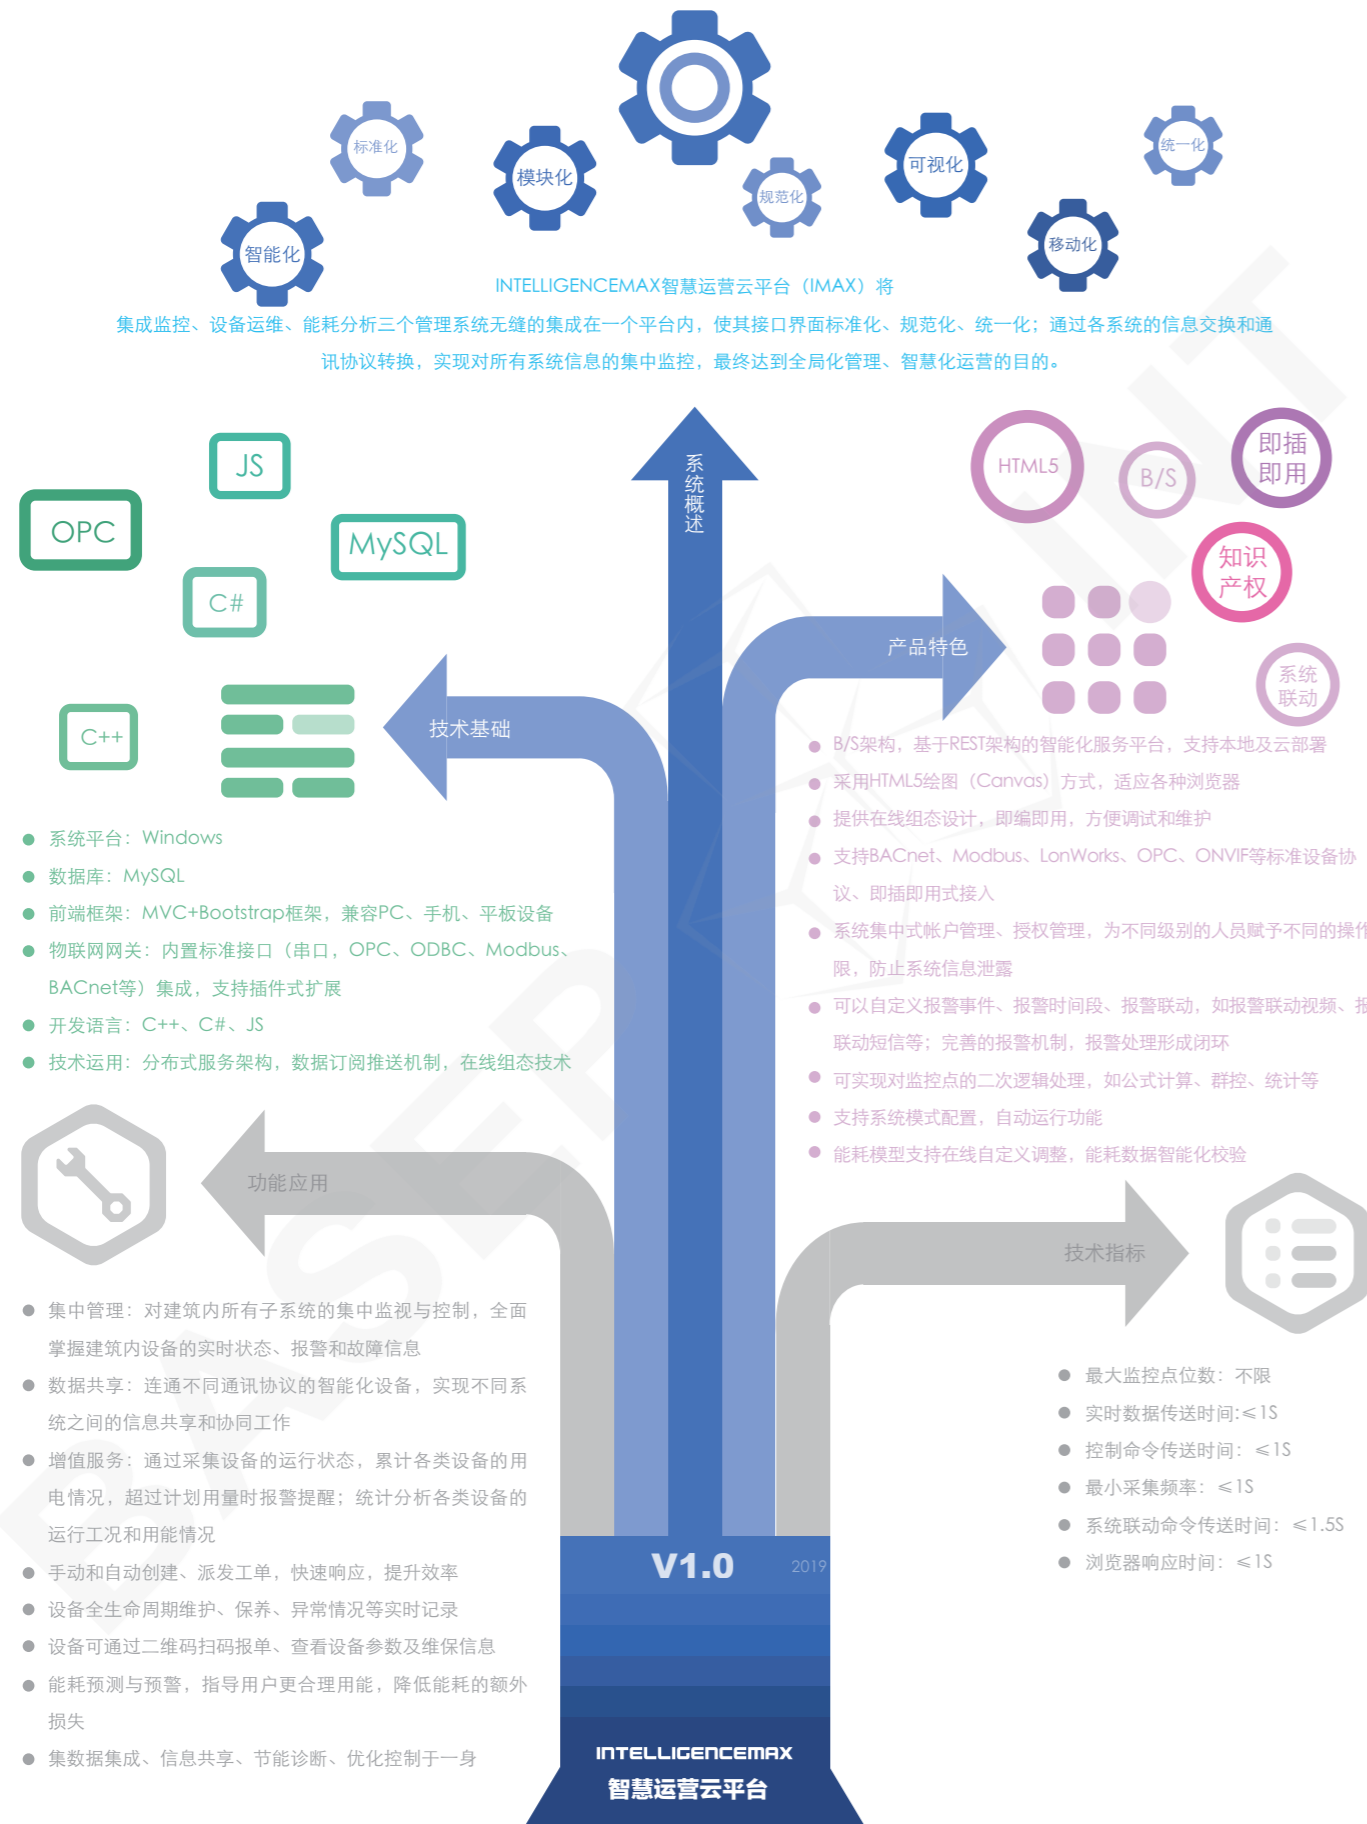 标准化
模块化
规范化
可视化
统一化
智能化
移动化
INTELLIGENCEMAX智慧运营云平台（IMAX）将
集成监控、设备运维、能耗分析三个管理系统无缝的集成在一个平台内，使其接口界面标准化、规范化、统一化；通过各系统的信息交换和通
讯协议转换，实现对所有系统信息的集中监控，最终达到全局化管理、智慧化运营的目的。
系统概述
JS
OPC
MySQL
C#
C++
技术基础
系统平台：Windows
数据库：MySQL
前端框架：MVC+Bootstrap框架，兼容PC、手机、平板设备
物联网网关：内置标准接口（串口，OPC、ODBC、Modbus、
BACnet等）集成，支持插件式扩展
开发语言：C++、C#、JS
技术运用：分布式服务架构，数据订阅推送机制，在线组态技术
HTML5
B/S
即插
即用
知识
产权
系统
联动
产品特色
B/S架构，基于REST架构的智能化服务平台，支持本地及云部署
采用HTML5绘图（Canvas）方式，适应各种浏览器
提供在线组态设计，即编即用，方便调试和维护
支持BACnet、Modbus、LonWorks、OPC、ONVIF等标准设备协
议、即插即用式接入
系统集中式帐户管理、授权管理，为不同级别的人员赋予不同的操作
限，防止系统信息泄露
可以自定义报警事件、报警时间段、报警联动，如报警联动视频、报
联动短信等；完善的报警机制，报警处理形成闭环
可实现对监控点的二次逻辑处理，如公式计算、群控、统计等
支持系统模式配置，自动运行功能
能耗模型支持在线自定义调整，能耗数据智能化校验
功能应用
集中管理：对建筑内所有子系统的集中监视与控制，全面
掌握建筑内设备的实时状态、报警和故障信息
数据共享：连通不同通讯协议的智能化设备，实现不同系
统之间的信息共享和协同工作
增值服务：通过采集设备的运行状态，累计各类设备的用
电情况，超过计划用量时报警提醒；统计分析各类设备的
运行工况和用能情况
手动和自动创建、派发工单，快速响应，提升效率
设备全生命周期维护、保养、异常情况等实时记录
设备可通过二维码扫码报单、查看设备参数及维保信息
能耗预测与预警，指导用户更合理用能，降低能耗的额外
损失
集数据集成、信息共享、节能诊断、优化控制于一身
技术指标
最大监控点位数：不限
实时数据传送时间:≤1S
控制命令传送时间：≤1S
最小采集频率：≤1S
系统联动命令传送时间：≤1.5S
浏览器响应时间：≤1S
V1.0
2019
INTELLIGENCEMAX
智慧运营云平台